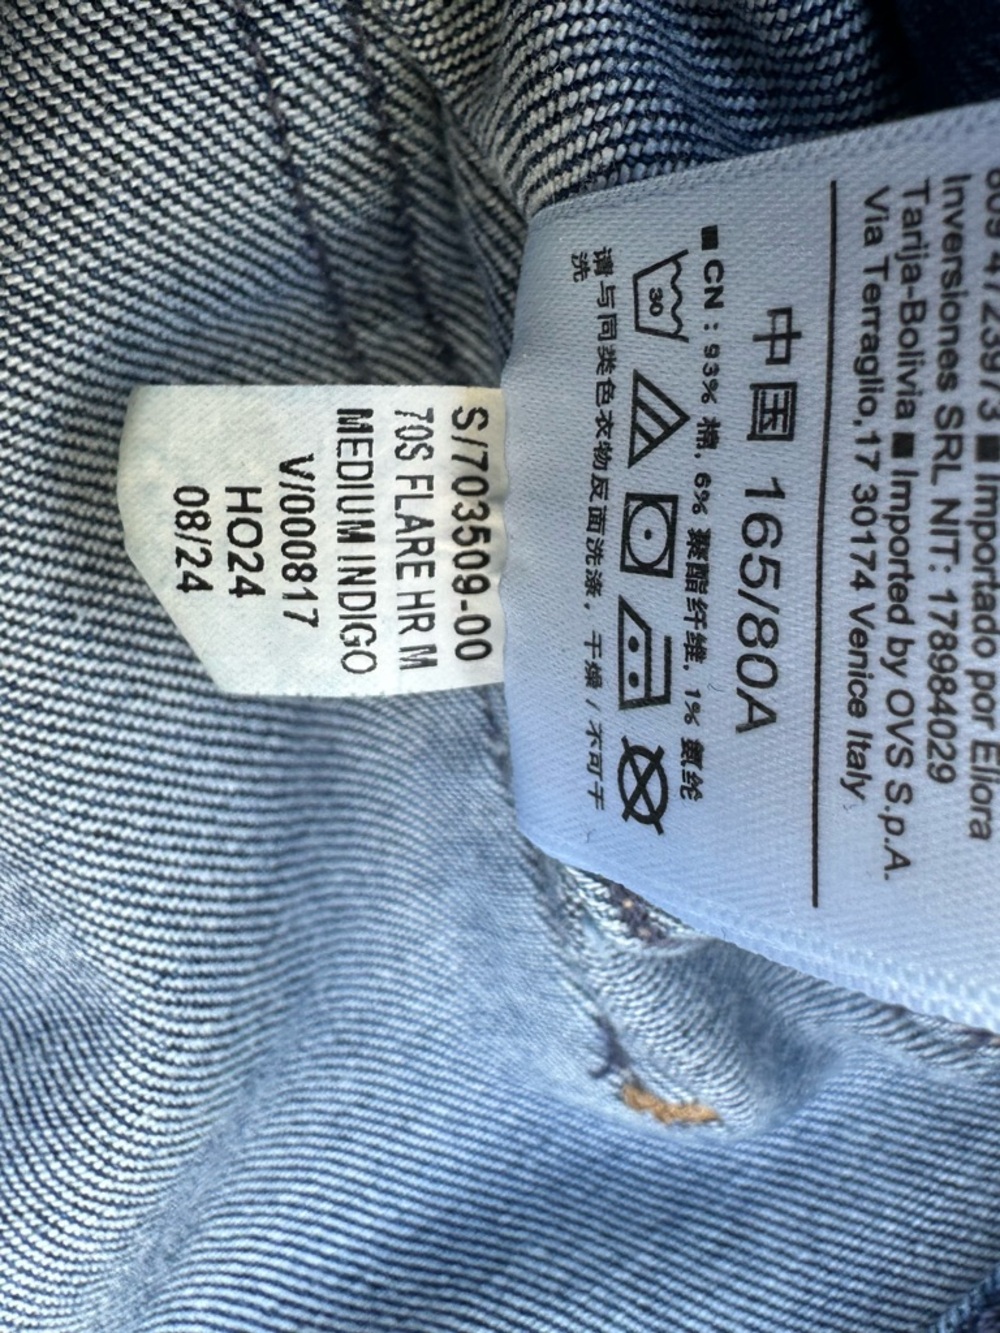 Inversiones SRL NIT: 178984029
Tarija-Bolivia ■ Imported by OVS S.p.A.
Via Terraglio,17 30174 Venice Italy
中国 165/80A
■ CN : 93% 棉, 6% 聚酯纤维, 1% 氨纶
30
请与同类色衣物反面洗涤, 干燥 / 不可干
洗
S/703509-00
70S FLARE HR M
MEDIUM INDIGO
V/000817
HO24
08/24